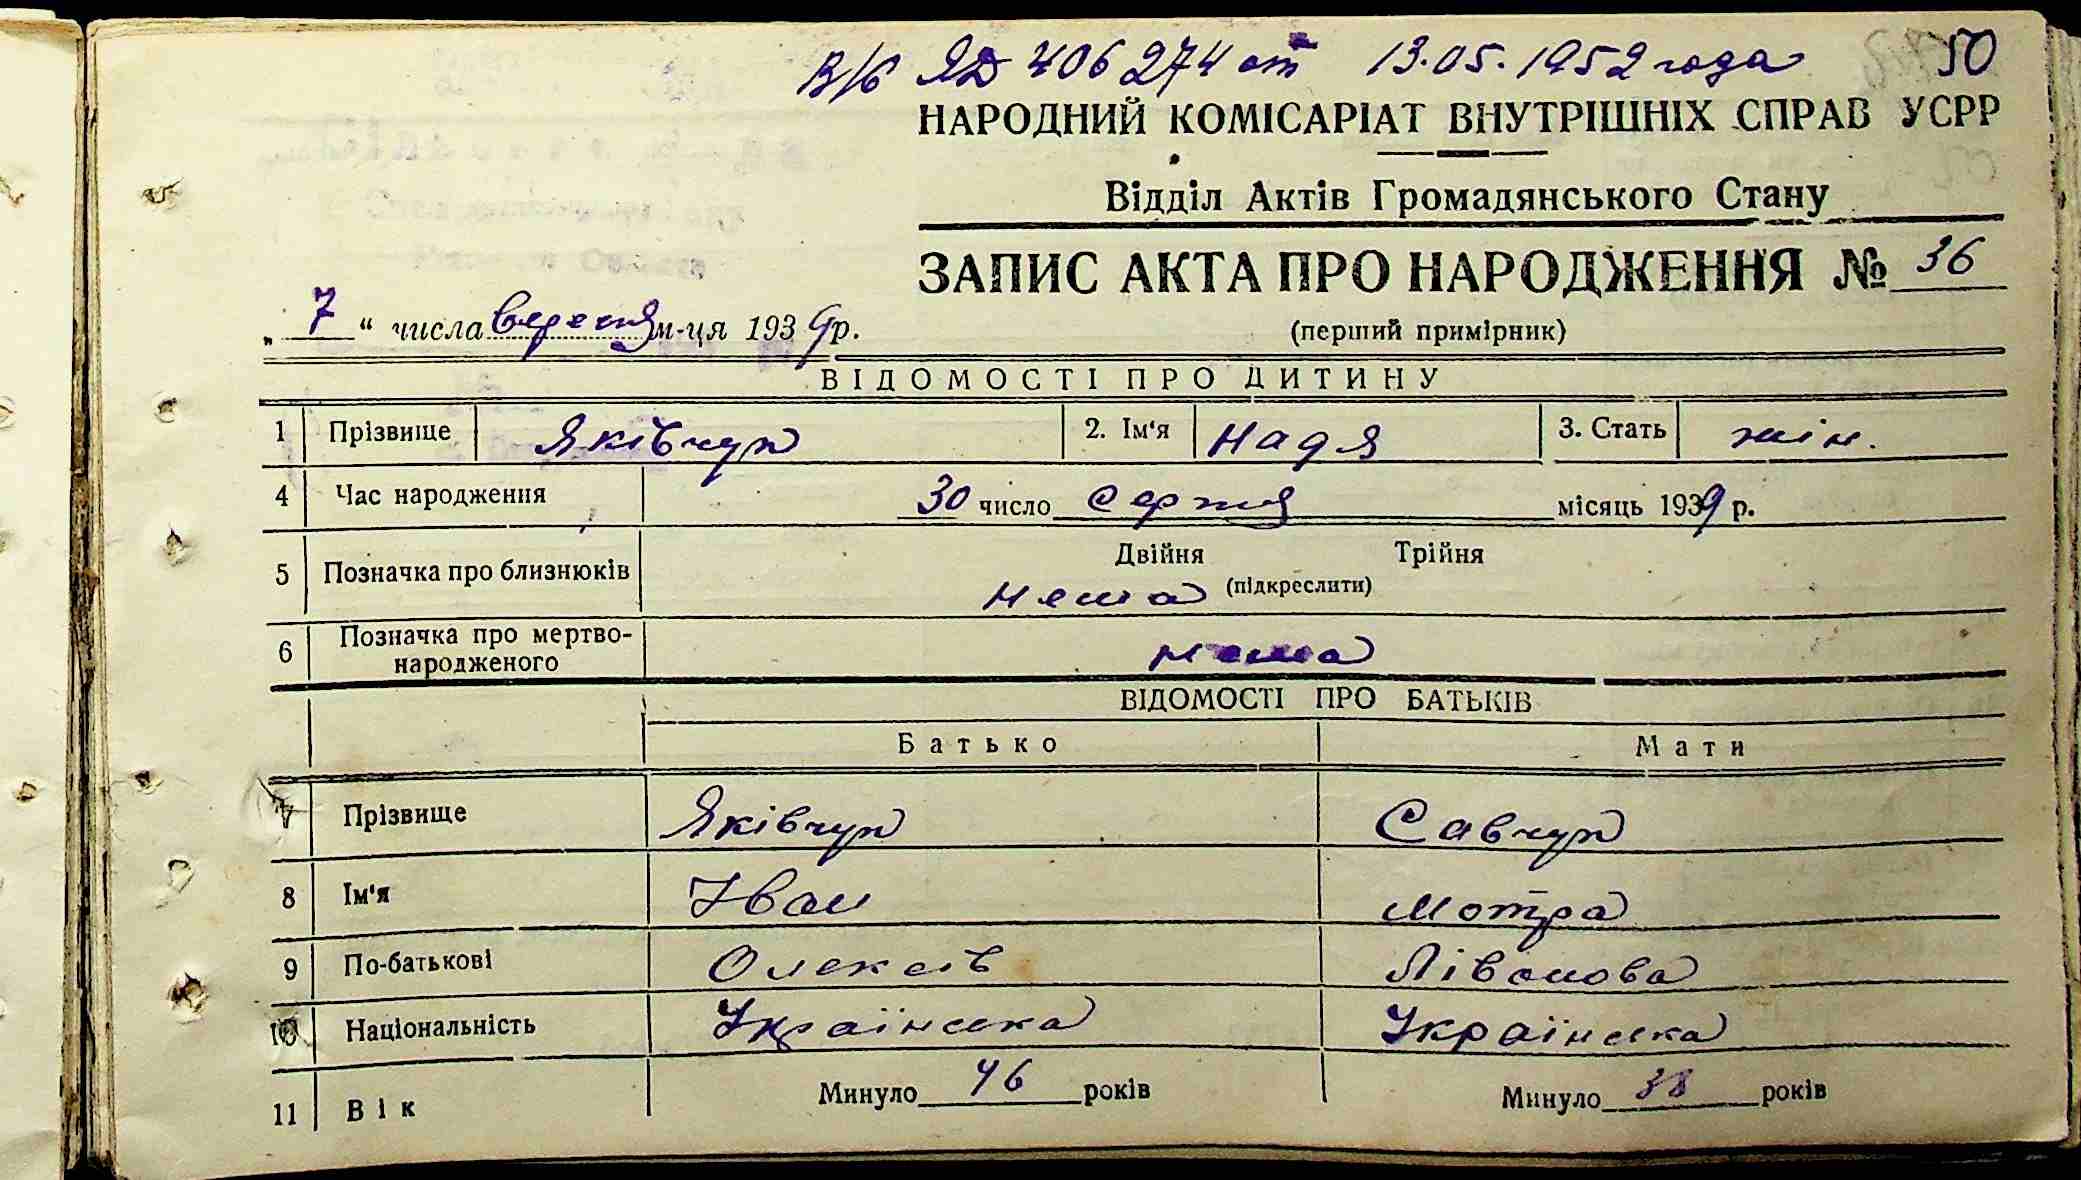 В/б ЯД 406274 от 13.05.1952 года 50
НАРОДНИЙ КОМІСАРІАТ ВНУТРІШНІХ СПРАВ УСРР
Відділ Актів Громадянського Стану
ЗАПИС АКТА ПРО НАРОДЖЕННЯ № 36
„ 7 “ числа вересня м-ця 1939 р. (перший примірник)
ВІДОМОСТІ ПРО ДИТИНУ
1 Прізвище Яківчук 2. Ім'я Надя 3. Стать жін.
4 Час народження 30 число серпня місяць 1939 р.
Двійня Трійня
5 Позначка про близнюків нема (підкреслити)
6 Позначка про мертво-
народженого нема
ВІДОМОСТІ ПРО БАТЬКІВ
Батько Мати
7 Прізвище Яківчук Савчук
8 Ім'я Іван Мотра
9 По-батькові Олексів Лівонова
10 Національність Українська Українська
11 Вік Минуло 46 років Минуло 38 років